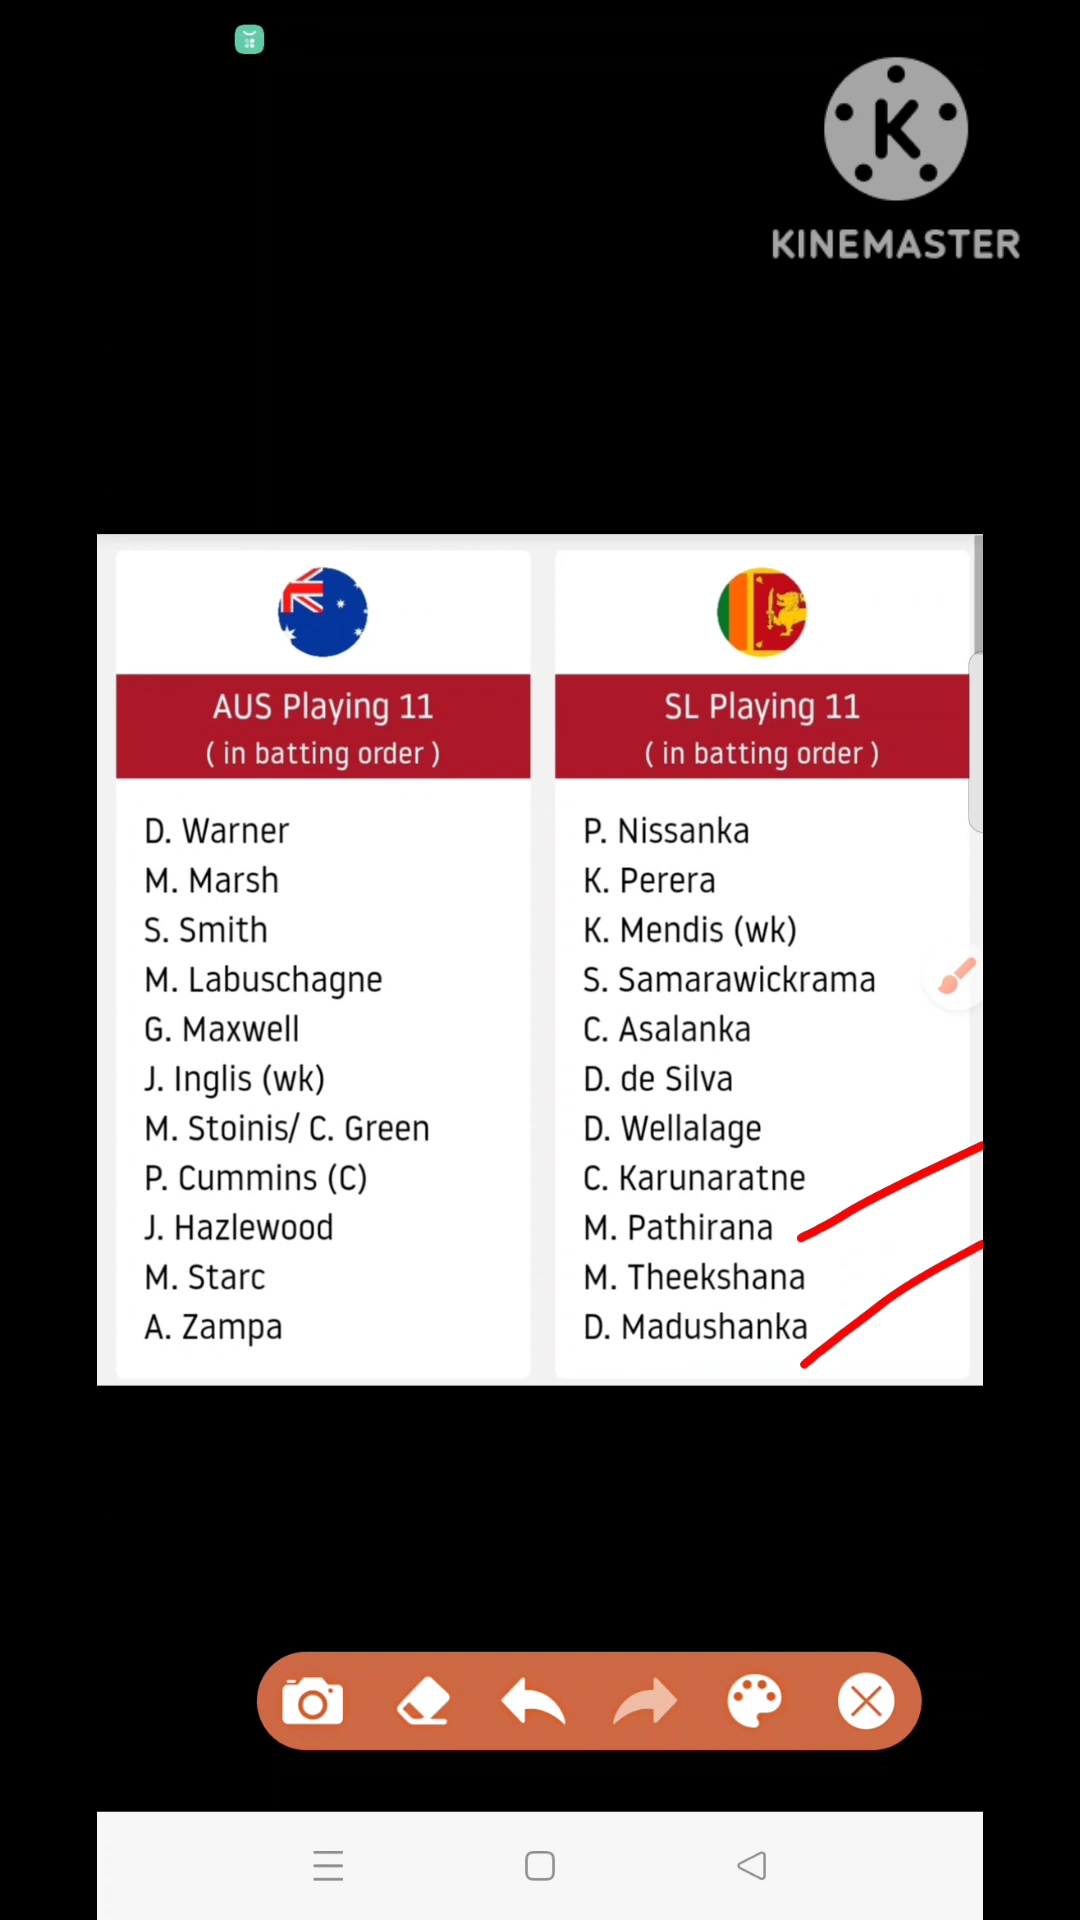 KINEMASTER
AUS Playing 11
( in batting order )
D. Warner
M. Marsh
S. Smith
M. Labuschagne
G. Maxwell
J. Inglis (wk)
M. Stoinis/ C. Green
P. Cummins (C)
J. Hazlewood
M. Starc
A. Zampa
SL Playing 11
( in batting order )
P. Nissanka
K. Perera
K. Mendis (wk)
S. Samarawickrama
C. Asalanka
D. de Silva
D. Wellalage
C. Karunaratne
M. Pathirana
M. Theekshana
D. Madushanka